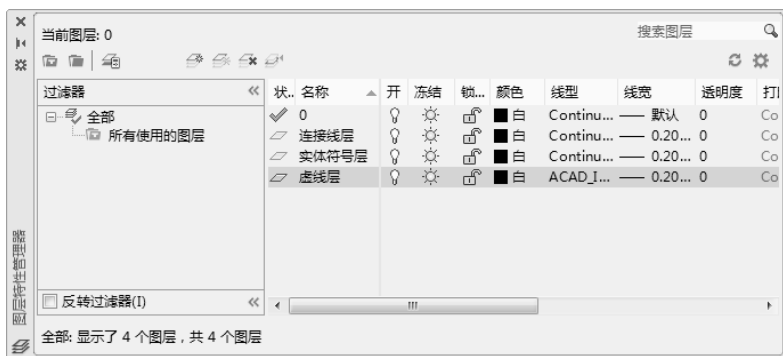 当前图层: 0
搜索图层
过滤器
全部
所有使用的图层
反转过滤器(I)
状.. 名称 开 冻结 锁... 颜色 线型 线宽 透明度 打
0 白 Continu... 默认 0 Co
连接线层 白 Continu... 0.20... 0 Co
实体符号层 白 Continu... 0.20... 0 Co
虚线层 白 ACAD_I... 0.20... 0 Co
图层特性管理器
全部: 显示了 4 个图层，共 4 个图层